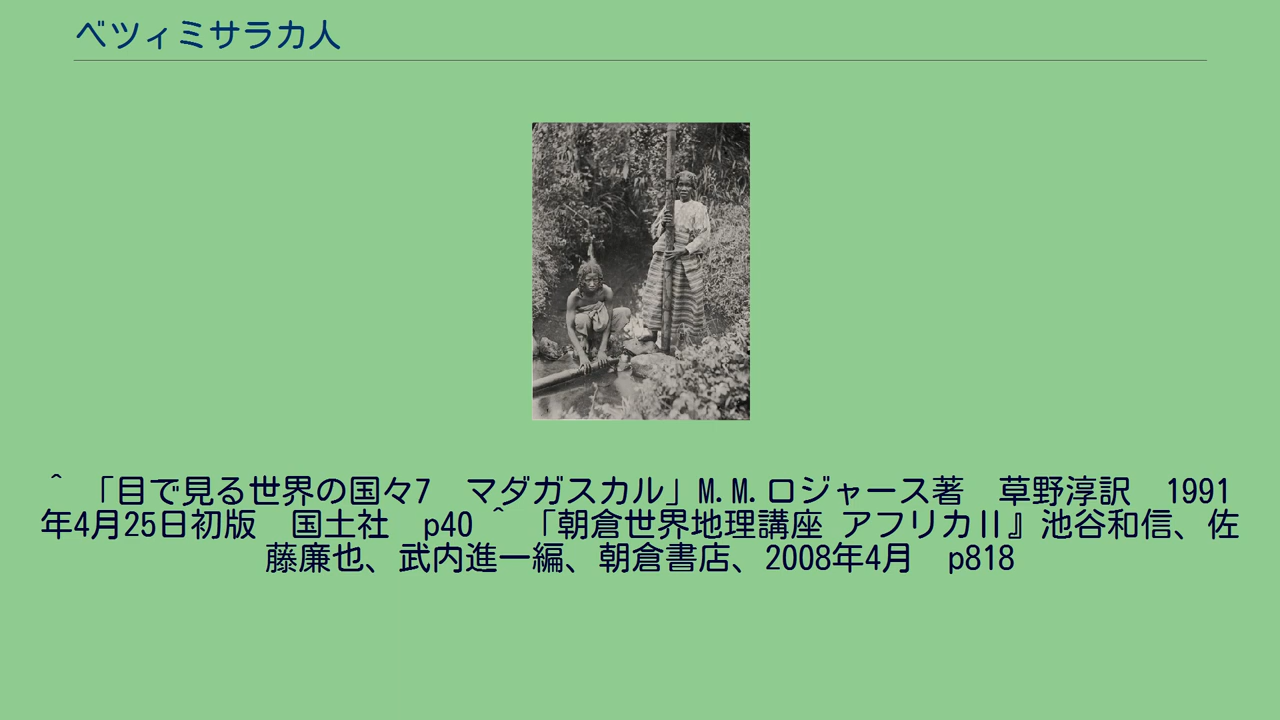 ベツィミサラカ人
^ 「目で見る世界の国々7　マダガスカル」M.M.ロジャース著　草野淳訳　1991
年4月25日初版　国土社　p40 ^ 「朝倉世界地理講座 アフリカⅡ』池谷和信、佐
藤廉也、武内進一編、朝倉書店、2008年4月　p818